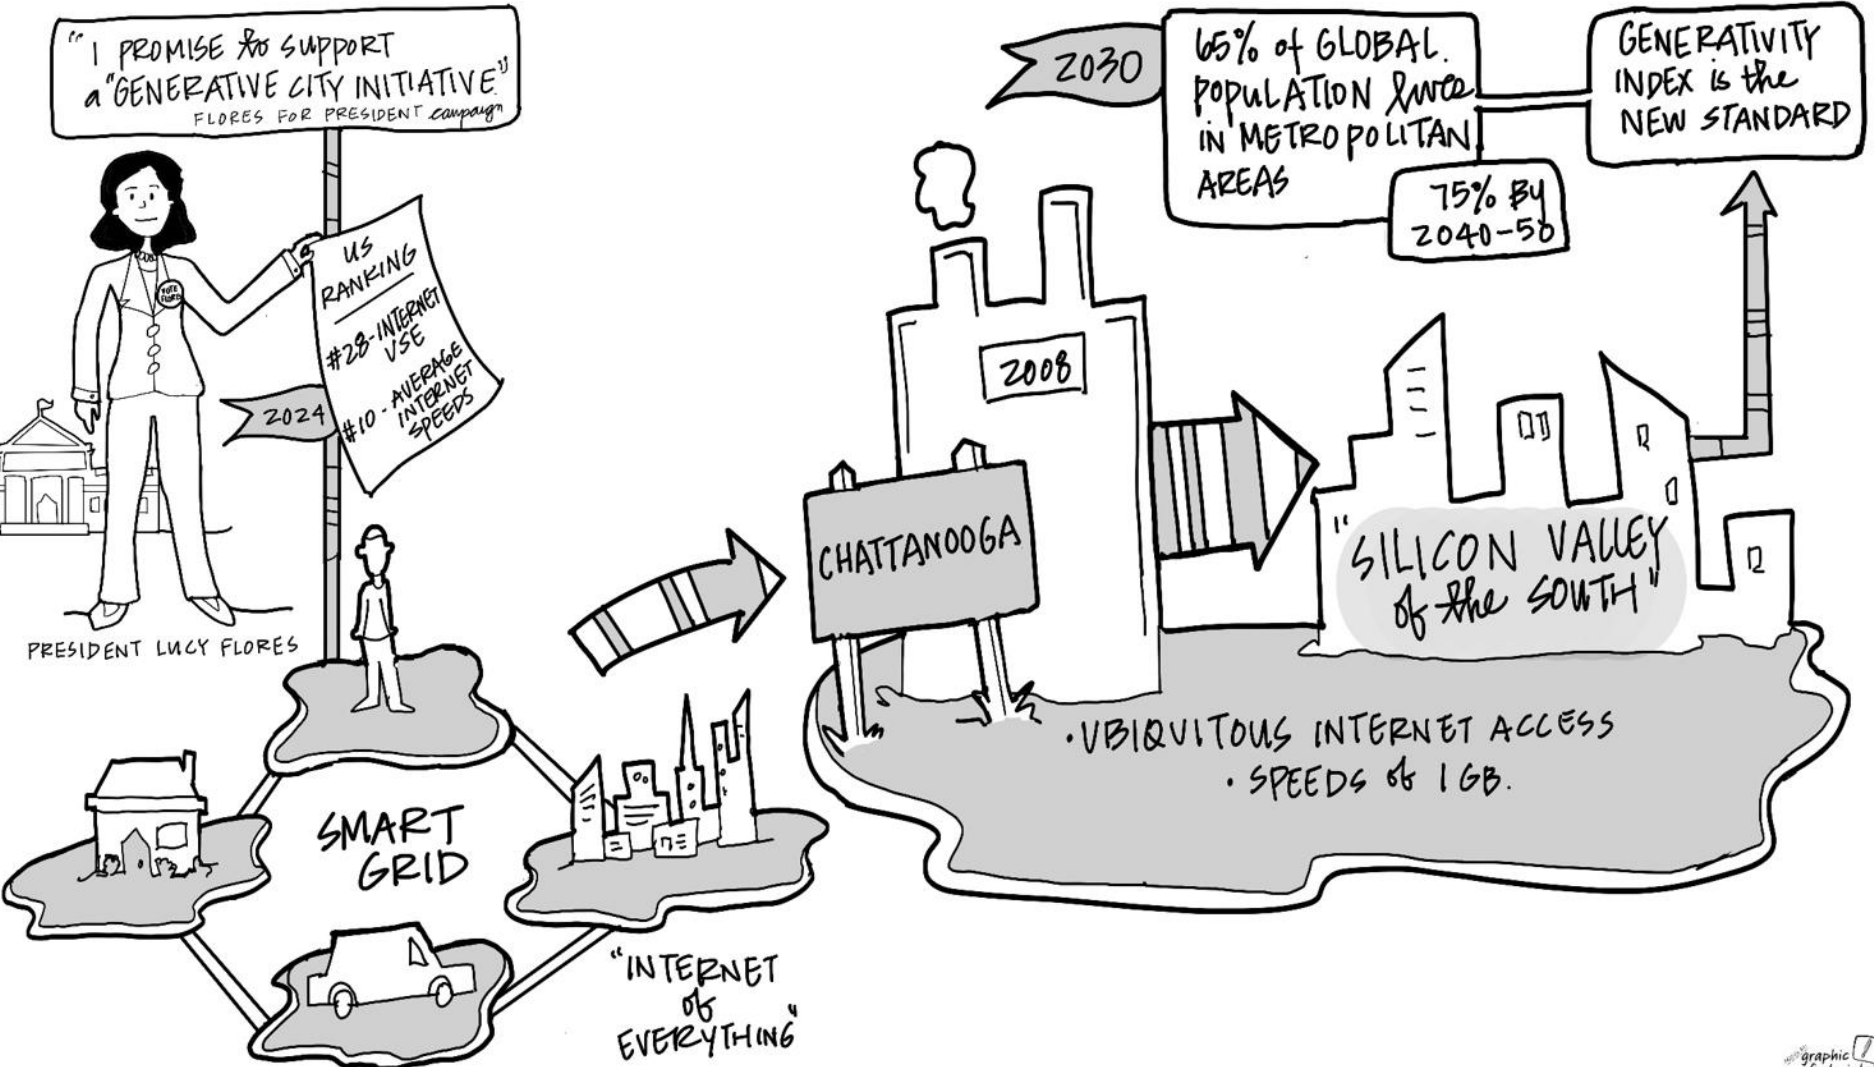 "I PROMISE to SUPPORT
a "GENERATIVE CITY INITIATIVE"
FLORES FOR PRESIDENT campaign
VOTE
US
RANKING
#28-INTERNET
USE
#10-AVERAGE
INTERNET
SPEEDS
2024
PRESIDENT LUCY FLORES
SMART
GRID
"INTERNET
of
EVERYTHING"
CHATTANOOGA
2008
"SILICON VALLEY
of the SOUTH"
• UBIQUITOUS INTERNET ACCESS
• SPEEDS of 1 GB.
2030
65% of GLOBAL
POPULATION lives
IN METROPOLITAN
AREAS
75% BY
2040-50
GENERATIVITY
INDEX is the
NEW STANDARD
graphic